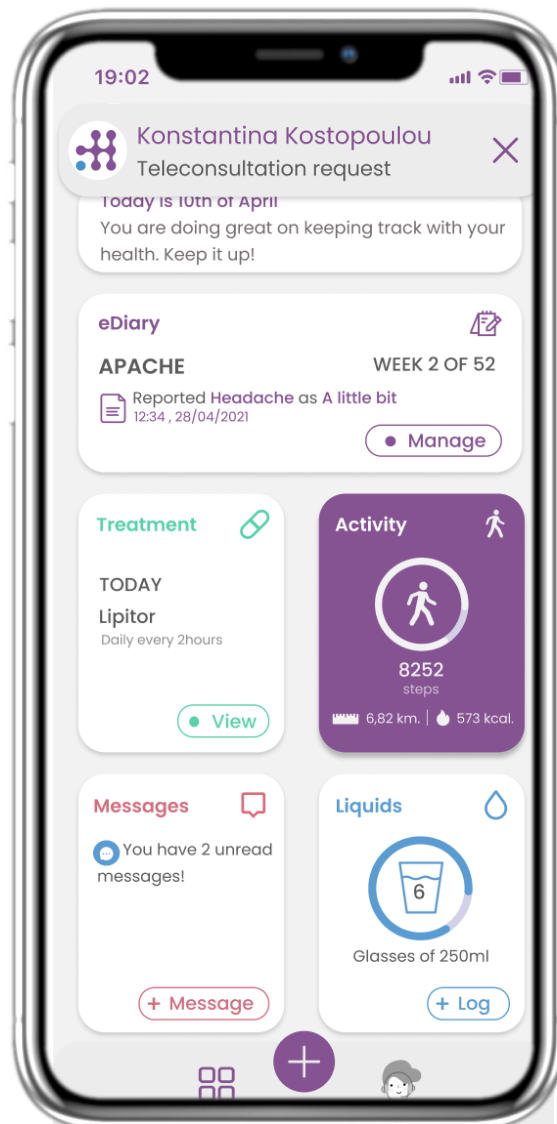 19:02
Konstantina Kostopoulou
Teleconsultation request
Today is 10th of April
You are doing great on keeping track with your
health. Keep it up!
eDiary
APACHE
WEEK 2 OF 52
Reported Headache as A little bit
12:34 , 28/04/2021
Manage
Treatment
TODAY
Lipitor
Daily every 2hours
View
Activity
8252
steps
6,82 km.
573 kcal.
Messages
You have 2 unread
messages!
+ Message
Liquids
6
Glasses of 250ml
+ Log